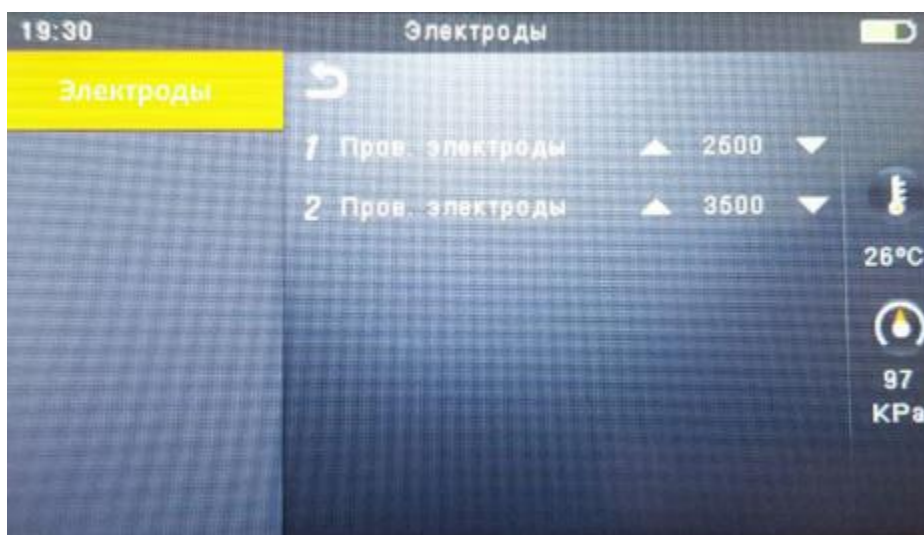 19:30 Электроды
Электроды
1 Пров. электроды 2600
2 Пров. электроды 3500
26°C
97
KPa